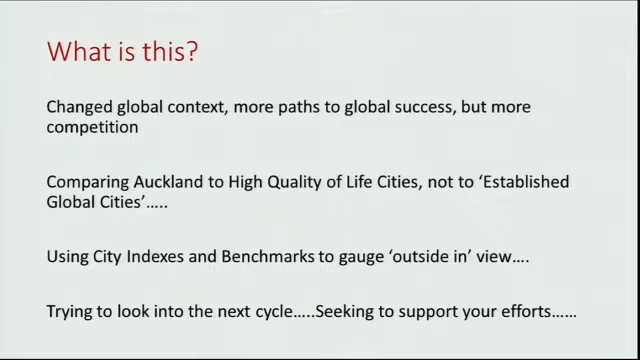 What is this?
Changed global context, more paths to global success, but more
competition
Comparing Auckland to High Quality of Life Cities, not to ‘Established
Global Cities’…..
Using City Indexes and Benchmarks to gauge ‘outside in’ view….
Trying to look into the next cycle…..Seeking to support your efforts……